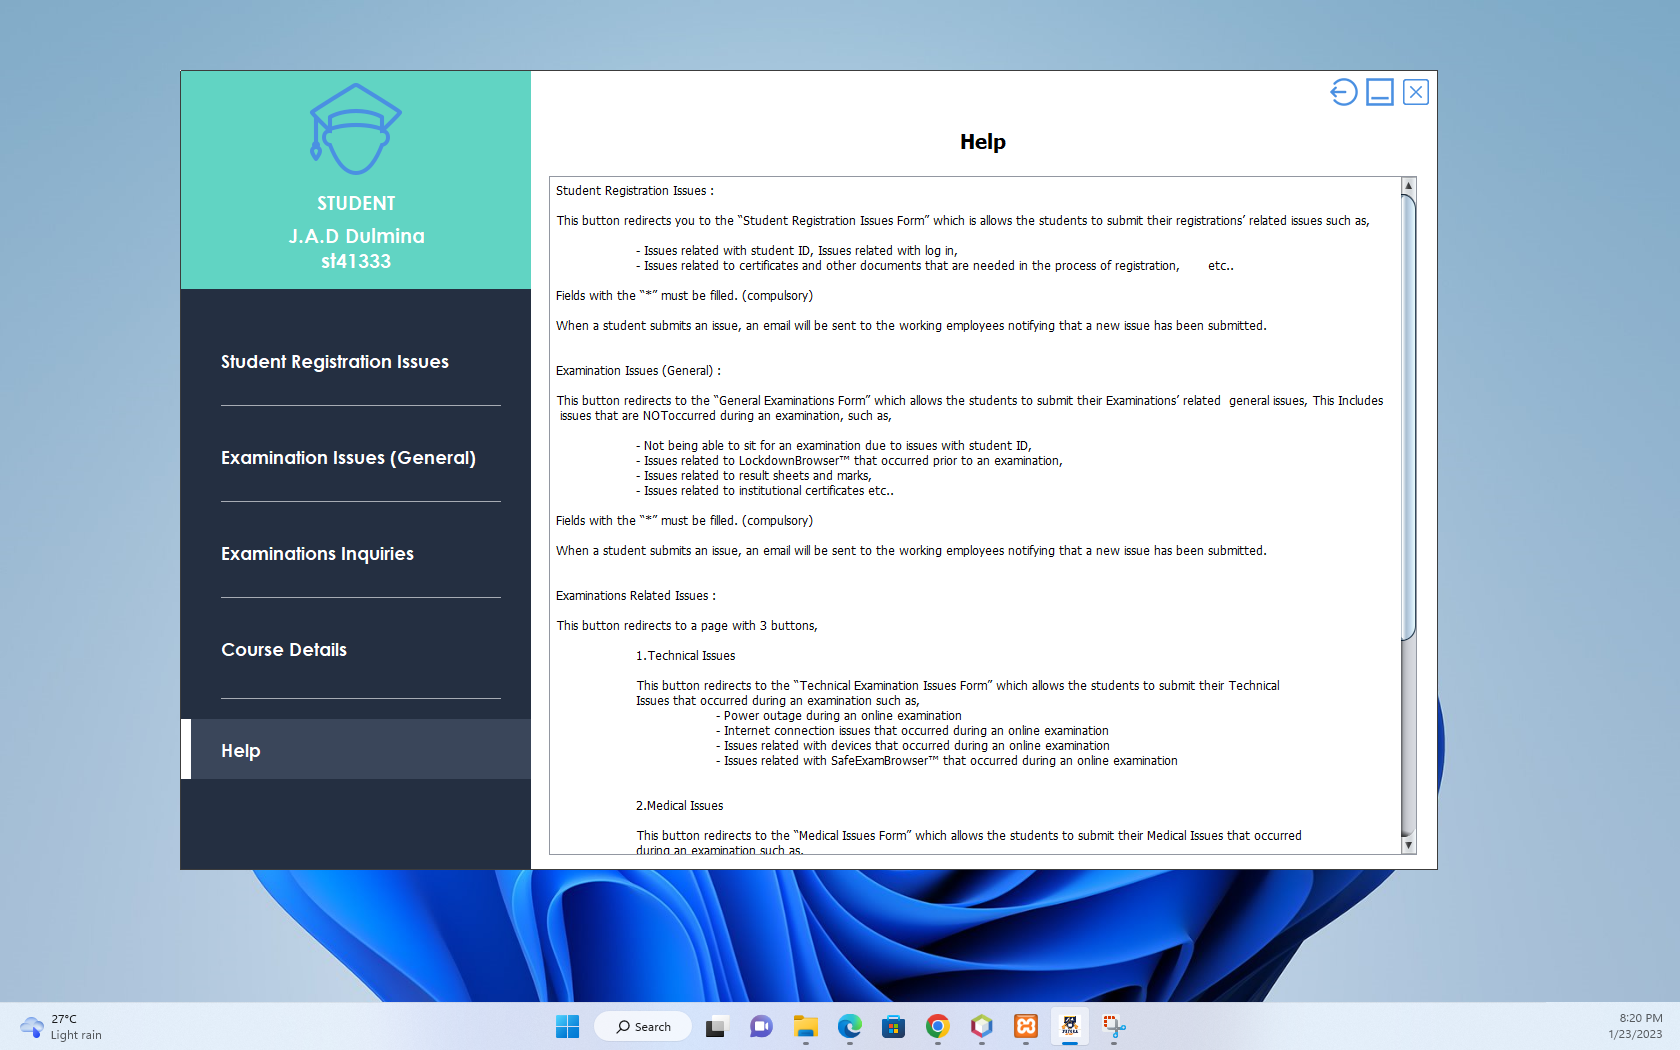 STUDENT
J.A.D Dulmina
st41333
Student Registration Issues
Examination Issues (General)
Examinations Inquiries
Course Details
Help
Help
Student Registration Issues :
This button redirects you to the “Student Registration Issues Form” which is allows the students to submit their registrations’ related issues such as,
- Issues related with student ID, Issues related with log in,
- Issues related to certificates and other documents that are needed in the process of registration, etc..
Fields with the “*” must be filled. (compulsory)
When a student submits an issue, an email will be sent to the working employees notifying that a new issue has been submitted.
Examination Issues (General) :
This button redirects to the “General Examinations Form” which allows the students to submit their Examinations’ related general issues, This Includes
issues that are NOToccurred during an examination, such as,
- Not being able to sit for an examination due to issues with student ID,
- Issues related to LockdownBrowser™ that occurred prior to an examination,
- Issues related to result sheets and marks,
- Issues related to institutional certificates etc..
Fields with the “*” must be filled. (compulsory)
When a student submits an issue, an email will be sent to the working employees notifying that a new issue has been submitted.
Examinations Related Issues :
This button redirects to a page with 3 buttons,
1.Technical Issues
This button redirects to the “Technical Examination Issues Form” which allows the students to submit their Technical
Issues that occurred during an examination such as,
- Power outage during an online examination
- Internet connection issues that occurred during an online examination
- Issues related with devices that occurred during an online examination
- Issues related with SafeExamBrowser™ that occurred during an online examination
2.Medical Issues
This button redirects to the “Medical Issues Form” which allows the students to submit their Medical Issues that occurred
during an examination such as,
27°C
Light rain
Search
8:20 PM
1/23/2023